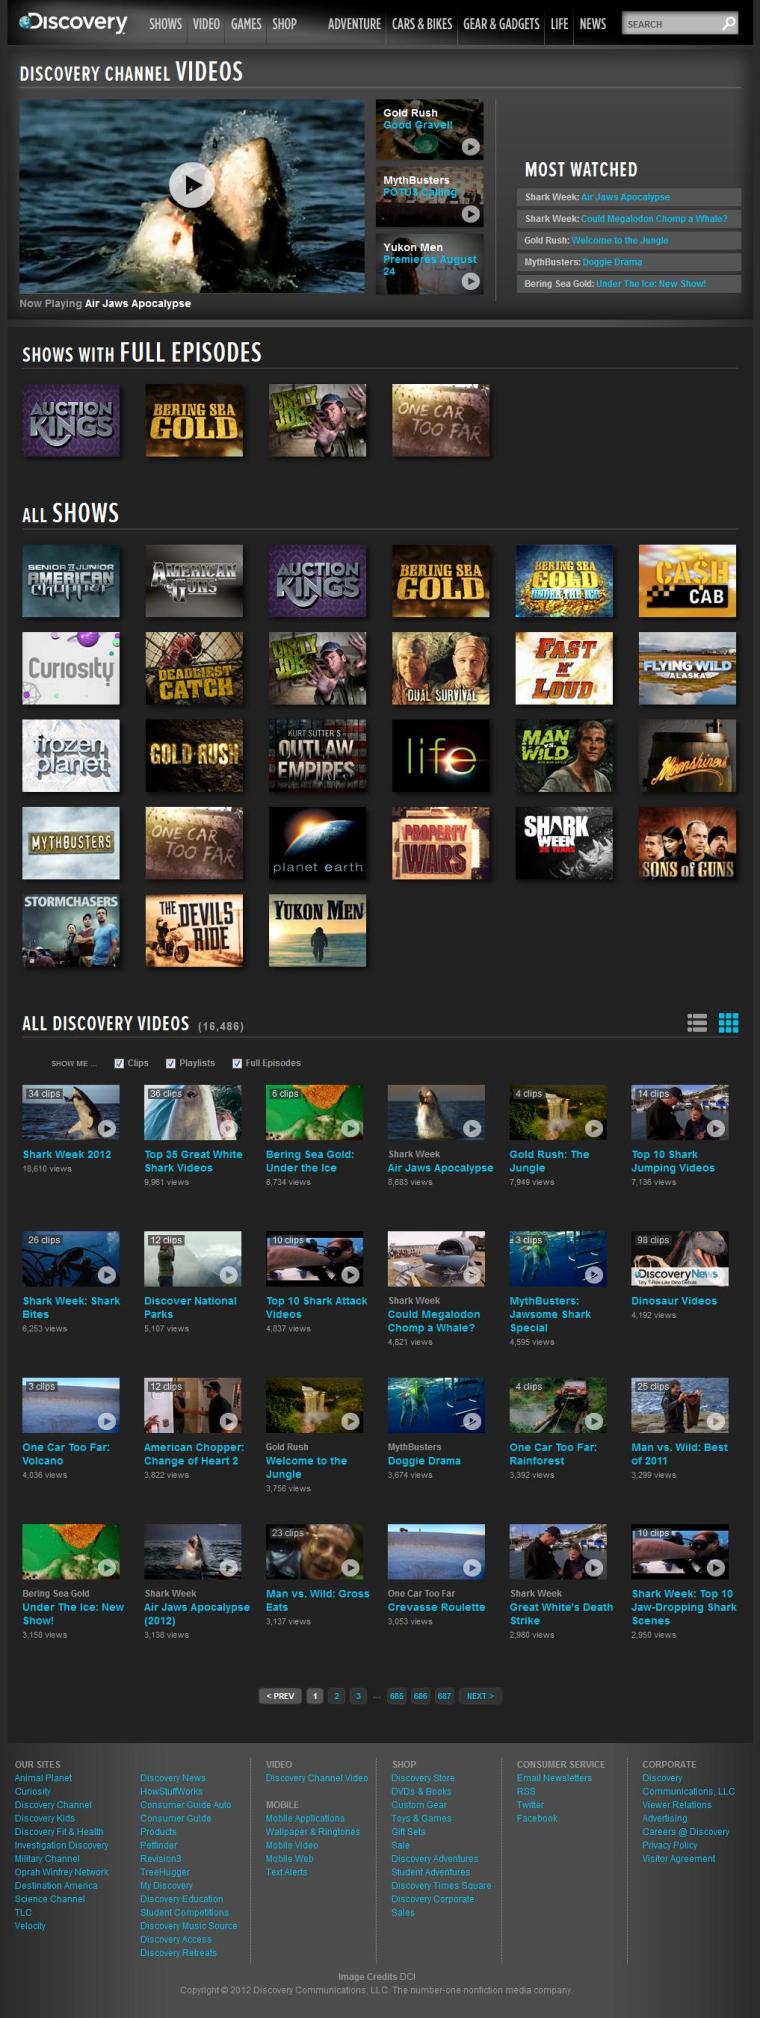 Discovery
SHOWS VIDEO GAMES SHOP ADVENTURE CARS & BIKES GEAR & GADGETS LIFE NEWS SEARCH
DISCOVERY CHANNEL VIDEOS
Gold Rush
Good Gravel!
MythBusters
POTUS Calling
Yukon Men
Premieres August
24
Now Playing Air Jaws Apocalypse
MOST WATCHED
Shark Week: Air Jaws Apocalypse
Shark Week: Could Megalodon Chomp a Whale?
Gold Rush: Welcome to the Jungle
MythBusters: Doggie Drama
Bering Sea Gold: Under The Ice: New Show!
SHOWS WITH FULL EPISODES
AUCTION KINGS
BERING SEA GOLD
DIRTY JOBS
ONE CAR TOO FAR
ALL SHOWS
SENIOR VS JUNIOR AMERICAN Chopper
AMERICAN GUNS
AUCTION KINGS
BERING SEA GOLD
BERING SEA GOLD UNDER THE ICE
CA$H CAB
Curiosity
DEADLIEST CATCH
DIRTY JOBS
DUAL SURVIVAL
FAST N' LOUD
FLYING WILD ALASKA
frozen planet
GOLD RUSH
KURT SUTTER'S OUTLAW EMPIRES
life
MAN vs. WILD
Moonshiners
MYTHBUSTERS
ONE CAR TOO FAR
planet earth
PROPERTY WARS
SHARK WEEK 25 YEARS
SONS of GUNS
STORMCHASERS
THE DEVILS RIDE
YUKON MEN
ALL DISCOVERY VIDEOS (16,486)
SHOW ME ... Clips Playlists Full Episodes
34 clips
Shark Week 2012
18,610 views
36 clips
Top 35 Great White
Shark Videos
9,961 views
6 clips
Bering Sea Gold:
Under the Ice
8,734 views
Shark Week
Air Jaws Apocalypse
8,683 views
4 clips
Gold Rush: The
Jungle
7,949 views
14 clips
Top 10 Shark
Jumping Videos
7,136 views
26 clips
Shark Week: Shark
Bites
6,253 views
12 clips
Discover National
Parks
5,107 views
10 clips
Top 10 Shark Attack
Videos
4,837 views
Shark Week
Could Megalodon
Chomp a Whale?
4,821 views
3 clips
MythBusters:
Jawsome Shark
Special
4,595 views
98 clips
Discovery News
Tiny T-Rex-Like Dino Debuts
Dinosaur Videos
4,192 views
3 clips
One Car Too Far:
Volcano
4,036 views
12 clips
American Chopper:
Change of Heart 2
3,822 views
Gold Rush
Welcome to the
Jungle
3,756 views
MythBusters
Doggie Drama
3,674 views
4 clips
One Car Too Far:
Rainforest
3,392 views
25 clips
Man vs. Wild: Best
of 2011
3,299 views
Bering Sea Gold
Under The Ice: New
Show!
3,150 views
Shark Week
Air Jaws Apocalypse
(2012)
3,138 views
23 clips
Man vs. Wild: Gross
Eats
3,137 views
One Car Too Far
Crevasse Roulette
3,053 views
Shark Week
Great White's Death
Strike
2,980 views
10 clips
Shark Week: Top 10
Jaw-Dropping Shark
Scenes
2,950 views
< PREV 1 2 3 ... 685 686 687 NEXT >
OUR SITES
Animal Planet
Curiosity
Discovery Channel
Discovery Kids
Discovery Fit & Health
Investigation Discovery
Military Channel
Oprah Winfrey Network
Destination America
Science Channel
TLC
Velocity
Discovery News
HowStuffWorks
Consumer Guide Auto
Consumer Guide
Products
Petfinder
Revision3
TreeHugger
My Discovery
Discovery Education
Student Competitions
Discovery Music Source
Discovery Access
Discovery Retreats
VIDEO
Discovery Channel Video
MOBILE
Mobile Applications
Wallpaper & Ringtones
Mobile Video
Mobile Web
Text Alerts
SHOP
Discovery Store
DVDs & Books
Custom Gear
Toys & Games
Gift Sets
Sale
Discovery Adventures
Student Adventures
Discovery Times Square
Discovery Corporate
Sales
CONSUMER SERVICE
Email Newsletters
RSS
Twitter
Facebook
CORPORATE
Discovery
Communications, LLC
Viewer Relations
Advertising
Careers @ Discovery
Privacy Policy
Visitor Agreement
Image Credits DCI
Copyright © 2012 Discovery Communications, LLC. The number-one nonfiction media company.